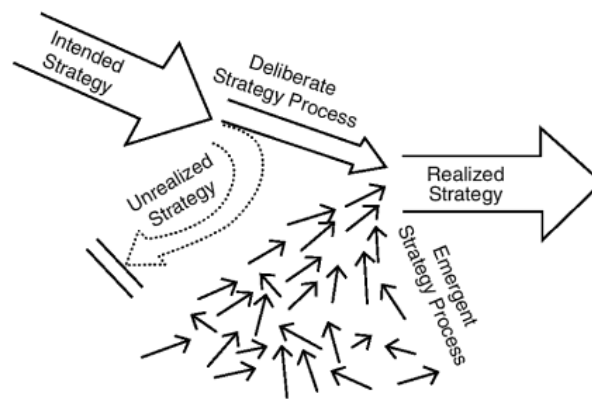 Intended
Strategy
Deliberate
Strategy Process
Unrealized
Strategy
Realized
Strategy
Emergent
Strategy Process